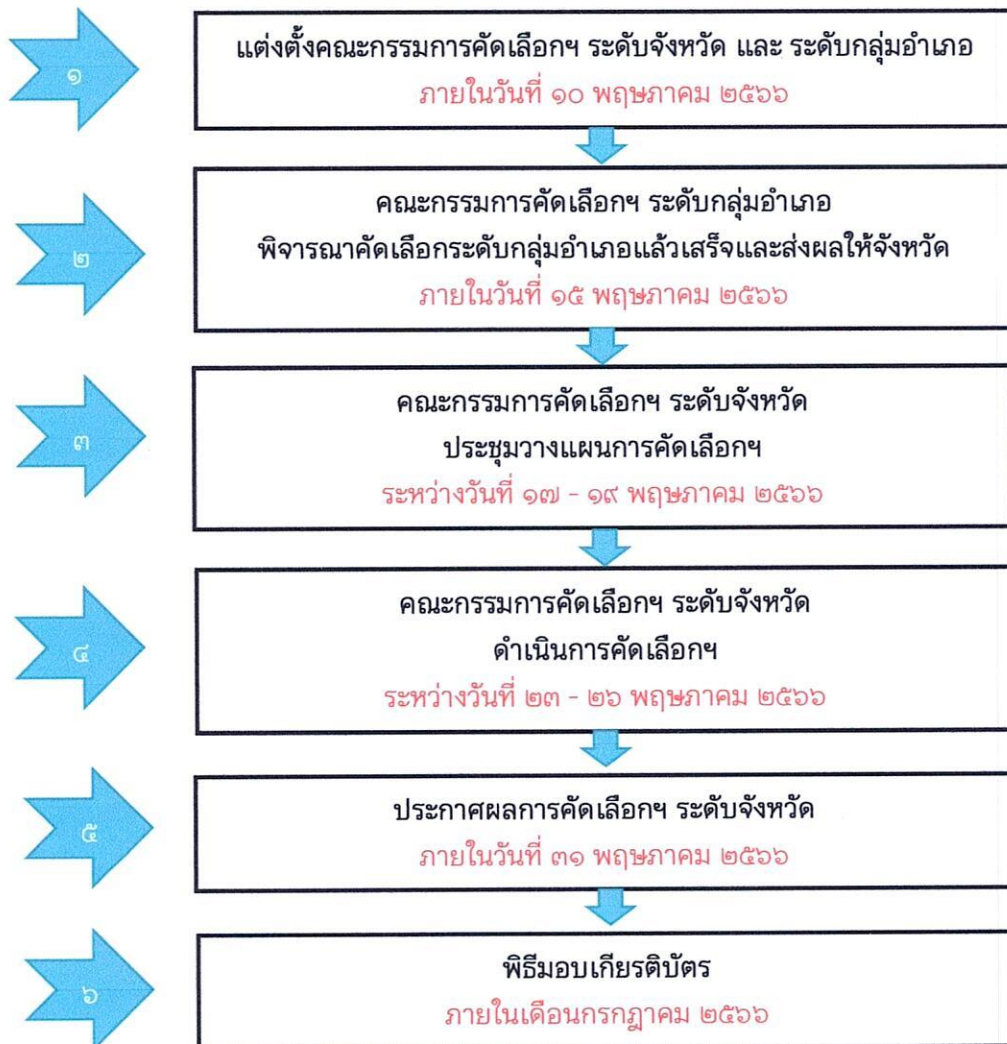 ๑
แต่งตั้งคณะกรรมการคัดเลือกฯ ระดับจังหวัด และ ระดับกลุ่มอำเภอ
ภายในวันที่ ๑๐ พฤษภาคม ๒๕๖๖
๒
คณะกรรมการคัดเลือกฯ ระดับกลุ่มอำเภอ
พิจารณาคัดเลือกระดับกลุ่มอำเภอแล้วเสร็จและส่งผลให้จังหวัด
ภายในวันที่ ๑๕ พฤษภาคม ๒๕๖๖
๓
คณะกรรมการคัดเลือกฯ ระดับจังหวัด
ประชุมวางแผนการคัดเลือกฯ
ระหว่างวันที่ ๑๗ - ๑๙ พฤษภาคม ๒๕๖๖
๔
คณะกรรมการคัดเลือกฯ ระดับจังหวัด
ดำเนินการคัดเลือกฯ
ระหว่างวันที่ ๒๓ - ๒๖ พฤษภาคม ๒๕๖๖
๕
ประกาศผลการคัดเลือกฯ ระดับจังหวัด
ภายในวันที่ ๓๑ พฤษภาคม ๒๕๖๖
๖
พิธีมอบเกียรติบัตร
ภายในเดือนกรกฎาคม ๒๕๖๖